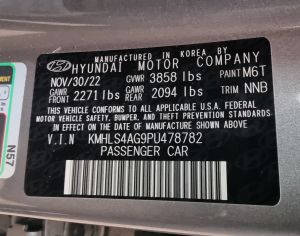 MANUFACTURED IN KOREA BY
HYUNDAI MOTOR COMPANY
NOV/30/22 GVWR 3858 lbs PAINT M6T
GAWR FRONT 2271 lbs GAWR REAR 2094 lbs TRIM NNB
THIS VEHICLE CONFORMS TO ALL APPLICABLE U.S. FEDERAL
MOTOR VEHICLE SAFETY, BUMPER, AND THEFT PREVENTION STANDARDS
IN EFFECT ON THE DATE OF MANUFACTURE SHOWN ABOVE.
V.I.N KMHLS4AG9PU478782
PASSENGER CAR
N57